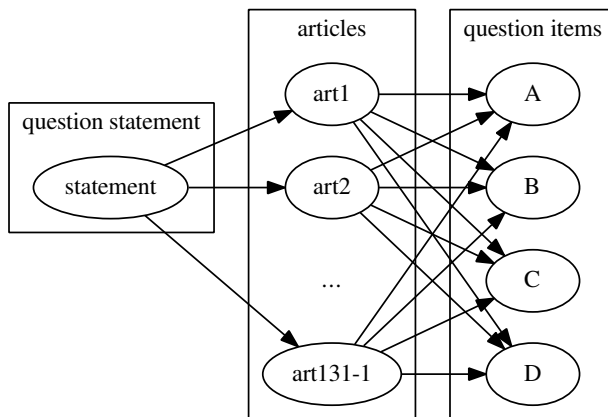 articles
question items
question statement
statement
art1
art2
...
art131-1
A
B
C
D